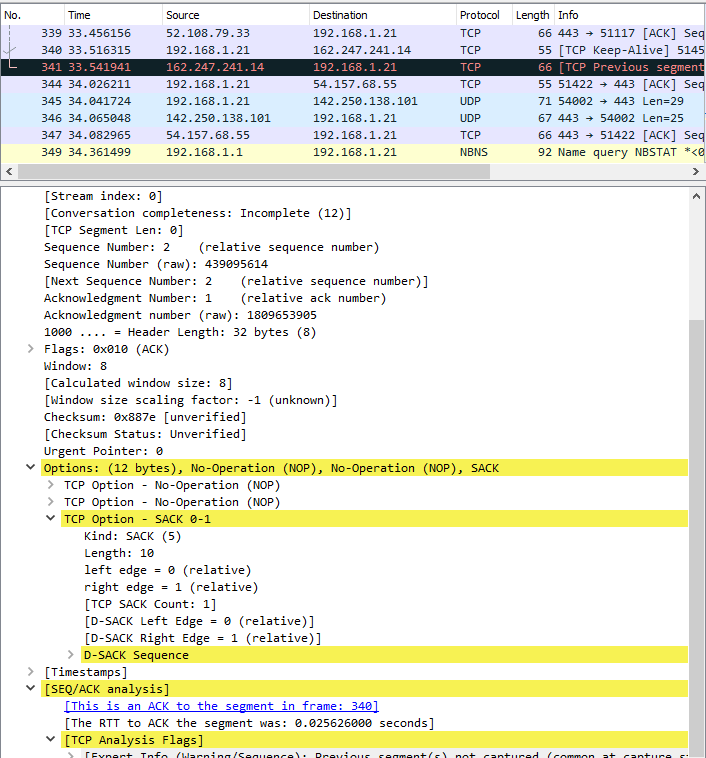 No. Time Source Destination Protocol Length Info
339 33.456156 52.108.79.33 192.168.1.21 TCP 66 443 → 51117 [ACK] Seq
340 33.516315 192.168.1.21 162.247.241.14 TCP 55 [TCP Keep-Alive] 5145
341 33.541941 162.247.241.14 192.168.1.21 TCP 66 [TCP Previous segment
344 34.026211 192.168.1.21 54.157.68.55 TCP 55 51422 → 443 [ACK] Seq
345 34.041724 192.168.1.21 142.250.138.101 UDP 71 54002 → 443 Len=29
346 34.065048 142.250.138.101 192.168.1.21 UDP 67 443 → 54002 Len=25
347 34.082965 54.157.68.55 192.168.1.21 TCP 66 443 → 51422 [ACK] Seq
349 34.361499 192.168.1.1 192.168.1.21 NBNS 92 Name query NBSTAT *<0
[Stream index: 0]
[Conversation completeness: Incomplete (12)]
[TCP Segment Len: 0]
Sequence Number: 2 (relative sequence number)
Sequence Number (raw): 439095614
[Next Sequence Number: 2 (relative sequence number)]
Acknowledgment Number: 1 (relative ack number)
Acknowledgment number (raw): 1809653905
1000 .... = Header Length: 32 bytes (8)
Flags: 0x010 (ACK)
Window: 8
[Calculated window size: 8]
[Window size scaling factor: -1 (unknown)]
Checksum: 0x887e [unverified]
[Checksum Status: Unverified]
Urgent Pointer: 0
Options: (12 bytes), No-Operation (NOP), No-Operation (NOP), SACK
TCP Option - No-Operation (NOP)
TCP Option - No-Operation (NOP)
TCP Option - SACK 0-1
Kind: SACK (5)
Length: 10
left edge = 0 (relative)
right edge = 1 (relative)
[TCP SACK Count: 1]
[D-SACK Left Edge = 0 (relative)]
[D-SACK Right Edge = 1 (relative)]
D-SACK Sequence
[Timestamps]
[SEQ/ACK analysis]
[This is an ACK to the segment in frame: 340]
[The RTT to ACK the segment was: 0.025626000 seconds]
[TCP Analysis Flags]
[Expert Info (Warning/Sequence): Previous segment(s) not captured (common at capture s